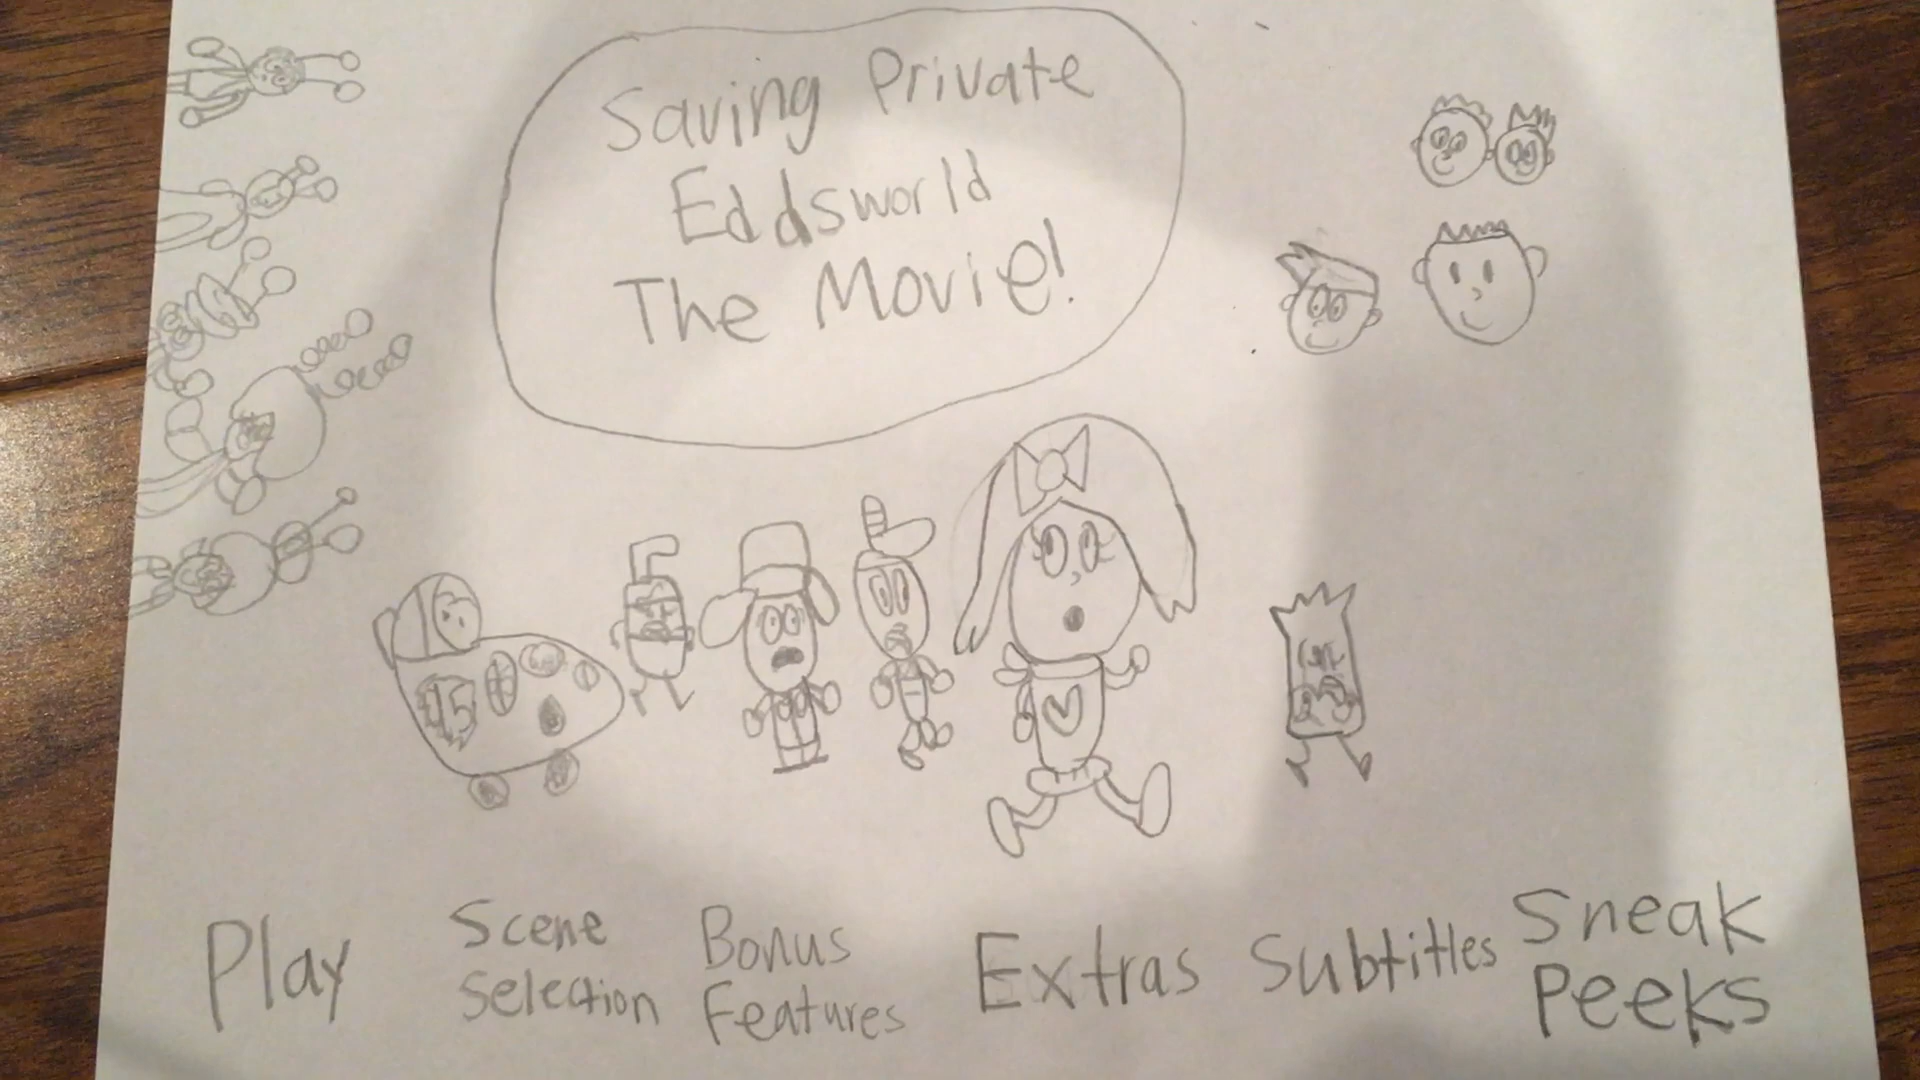 Saving Private
Eddsworld
The Movie!
Play
Scene
Selection
Bonus
Features
Extras
Subtitles
Sneak
Peeks